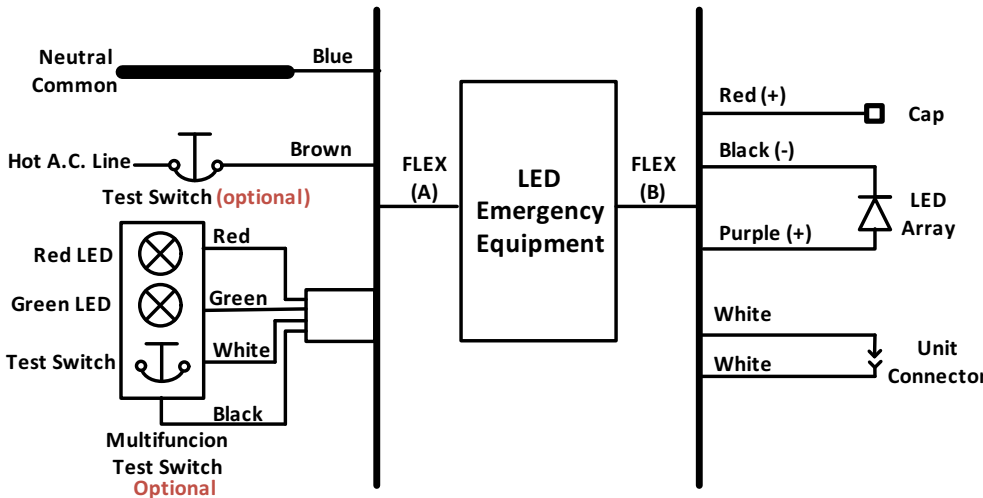 Neutral
Common
Blue
Hot A.C. Line
Brown
Test Switch (optional)
Red LED
Red
Green LED
Green
Test Switch
White
Black
Multifuncion
Test Switch
Optional
FLEX
(A)
LED
Emergency
Equipment
FLEX
(B)
Red (+)
Cap
Black (-)
LED
Array
Purple (+)
White
Unit
Connector
White